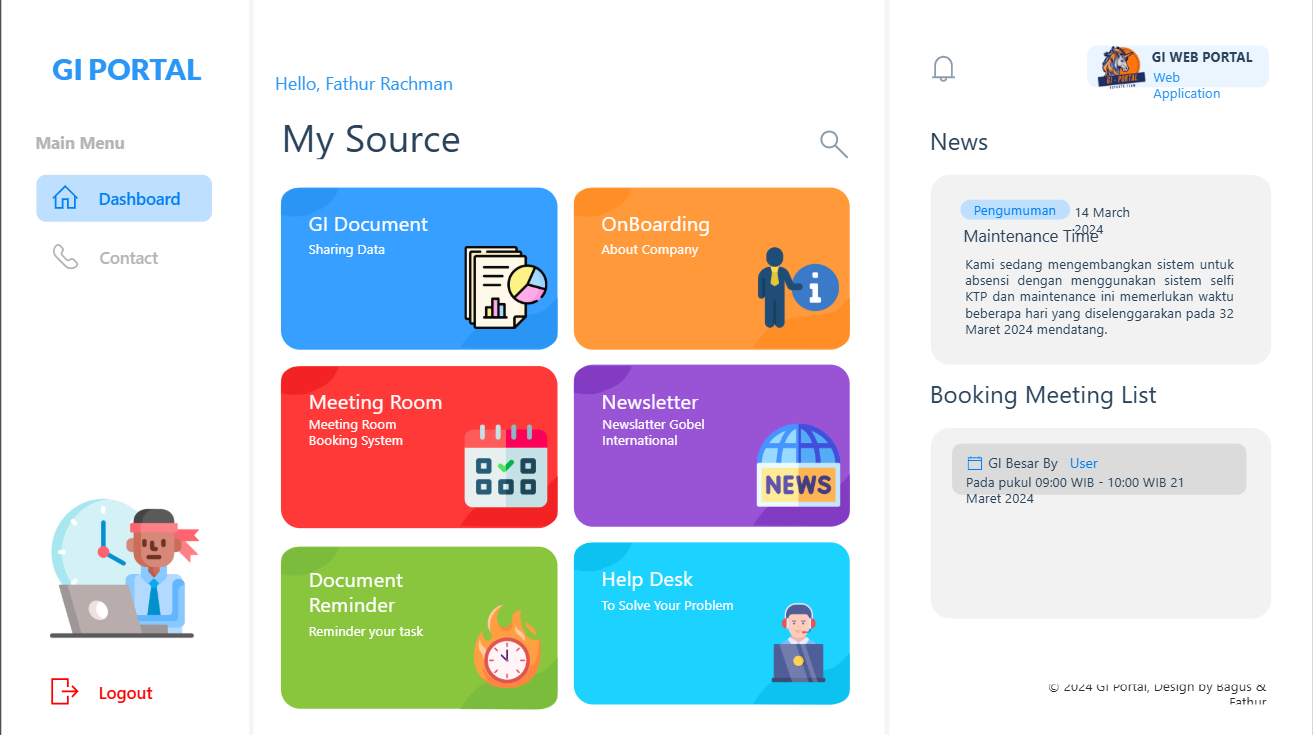 GI PORTAL
Main Menu
Dashboard
Contact
Logout
Hello, Fathur Rachman
My Source
GI Document
Sharing Data
OnBoarding
About Company
Meeting Room
Meeting Room
Booking System
Newsletter
Newslatter Gobel
International
NEWS
Document
Reminder
Reminder your task
Help Desk
To Solve Your Problem
GI - PORTAL
GI WEB PORTAL
Web
Application
News
Pengumuman
14 March
2024
Maintenance Time
Kami sedang mengembangkan sistem untuk
absensi dengan menggunakan sistem selfi
KTP dan maintenance ini memerlukan waktu
beberapa hari yang diselenggarakan pada 32
Maret 2024 mendatang.
Booking Meeting List
GI Besar By User
Pada pukul 09:00 WIB - 10:00 WIB 21
Maret 2024
© 2024 GI Portal, Design by Bagus &
Fathur